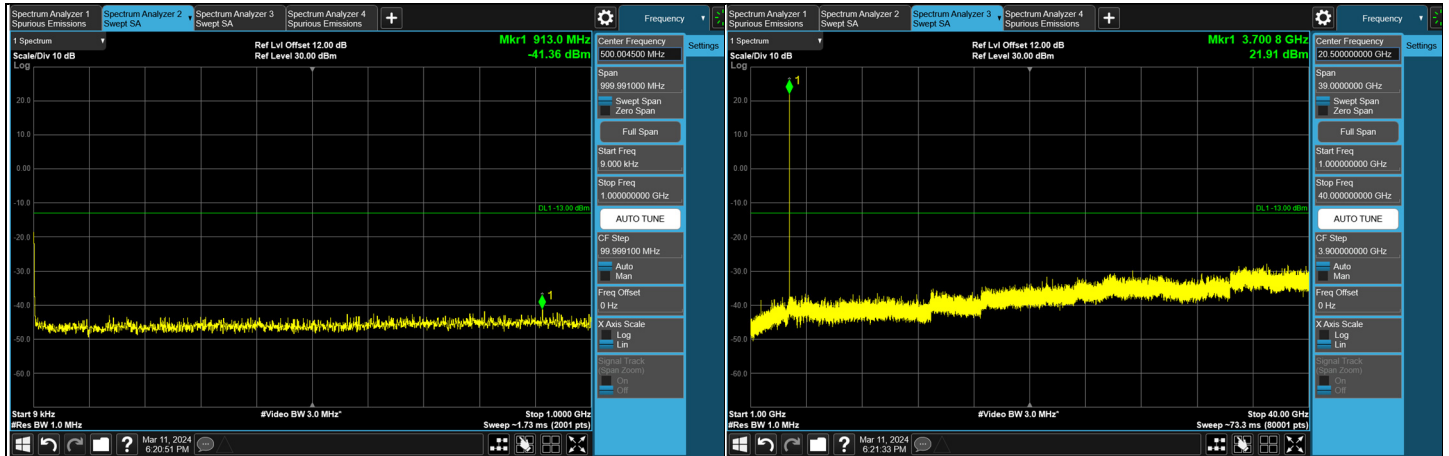 Spectrum Analyzer 1
Spurious Emissions
Spectrum Analyzer 2
Swept SA
Spectrum Analyzer 3
Swept SA
Spectrum Analyzer 4
Spurious Emissions
Frequency
1 Spectrum
Scale/Div 10 dB
Log
Ref Lvl Offset 12.00 dB
Ref Level 30.00 dBm
Mkr1 913.0 MHz
-41.36 dBm
1
20.0
10.0
0.00
-10.0
DL1 -13.00 dBm
-20.0
-30.0
-40.0
1
-50.0
-60.0
Start 9 kHz
#Video BW 3.0 MHz*
Stop 1.0000 GHz
#Res BW 1.0 MHz
Sweep ~1.73 ms (2001 pts)
Center Frequency
500.004500 MHz
Settings
Span
999.991000 MHz
Swept Span
Zero Span
Full Span
Start Freq
9.000 kHz
Stop Freq
1.000000000 GHz
AUTO TUNE
CF Step
99.999100 MHz
Auto
Man
Freq Offset
0 Hz
X Axis Scale
Log
Lin
Signal Track
(Span Zoom)
On
Off
?
Mar 11, 2024
6:20:51 PM
Spectrum Analyzer 1
Spurious Emissions
Spectrum Analyzer 2
Swept SA
Spectrum Analyzer 3
Swept SA
Spectrum Analyzer 4
Spurious Emissions
Frequency
1 Spectrum
Scale/Div 10 dB
Log
Ref Lvl Offset 12.00 dB
Ref Level 30.00 dBm
Mkr1 3.700 8 GHz
21.91 dBm
1
20.0
10.0
0.00
-10.0
DL1 -13.00 dBm
-20.0
-30.0
-40.0
-50.0
-60.0
Start 1.00 GHz
#Video BW 3.0 MHz*
Stop 40.00 GHz
#Res BW 1.0 MHz
Sweep ~73.3 ms (80001 pts)
Center Frequency
20.500000000 GHz
Settings
Span
39.0000000 GHz
Swept Span
Zero Span
Full Span
Start Freq
1.000000000 GHz
Stop Freq
40.000000000 GHz
AUTO TUNE
CF Step
3.900000000 GHz
Auto
Man
Freq Offset
0 Hz
X Axis Scale
Log
Lin
Signal Track
(Span Zoom)
On
Off
?
Mar 11, 2024
6:21:33 PM